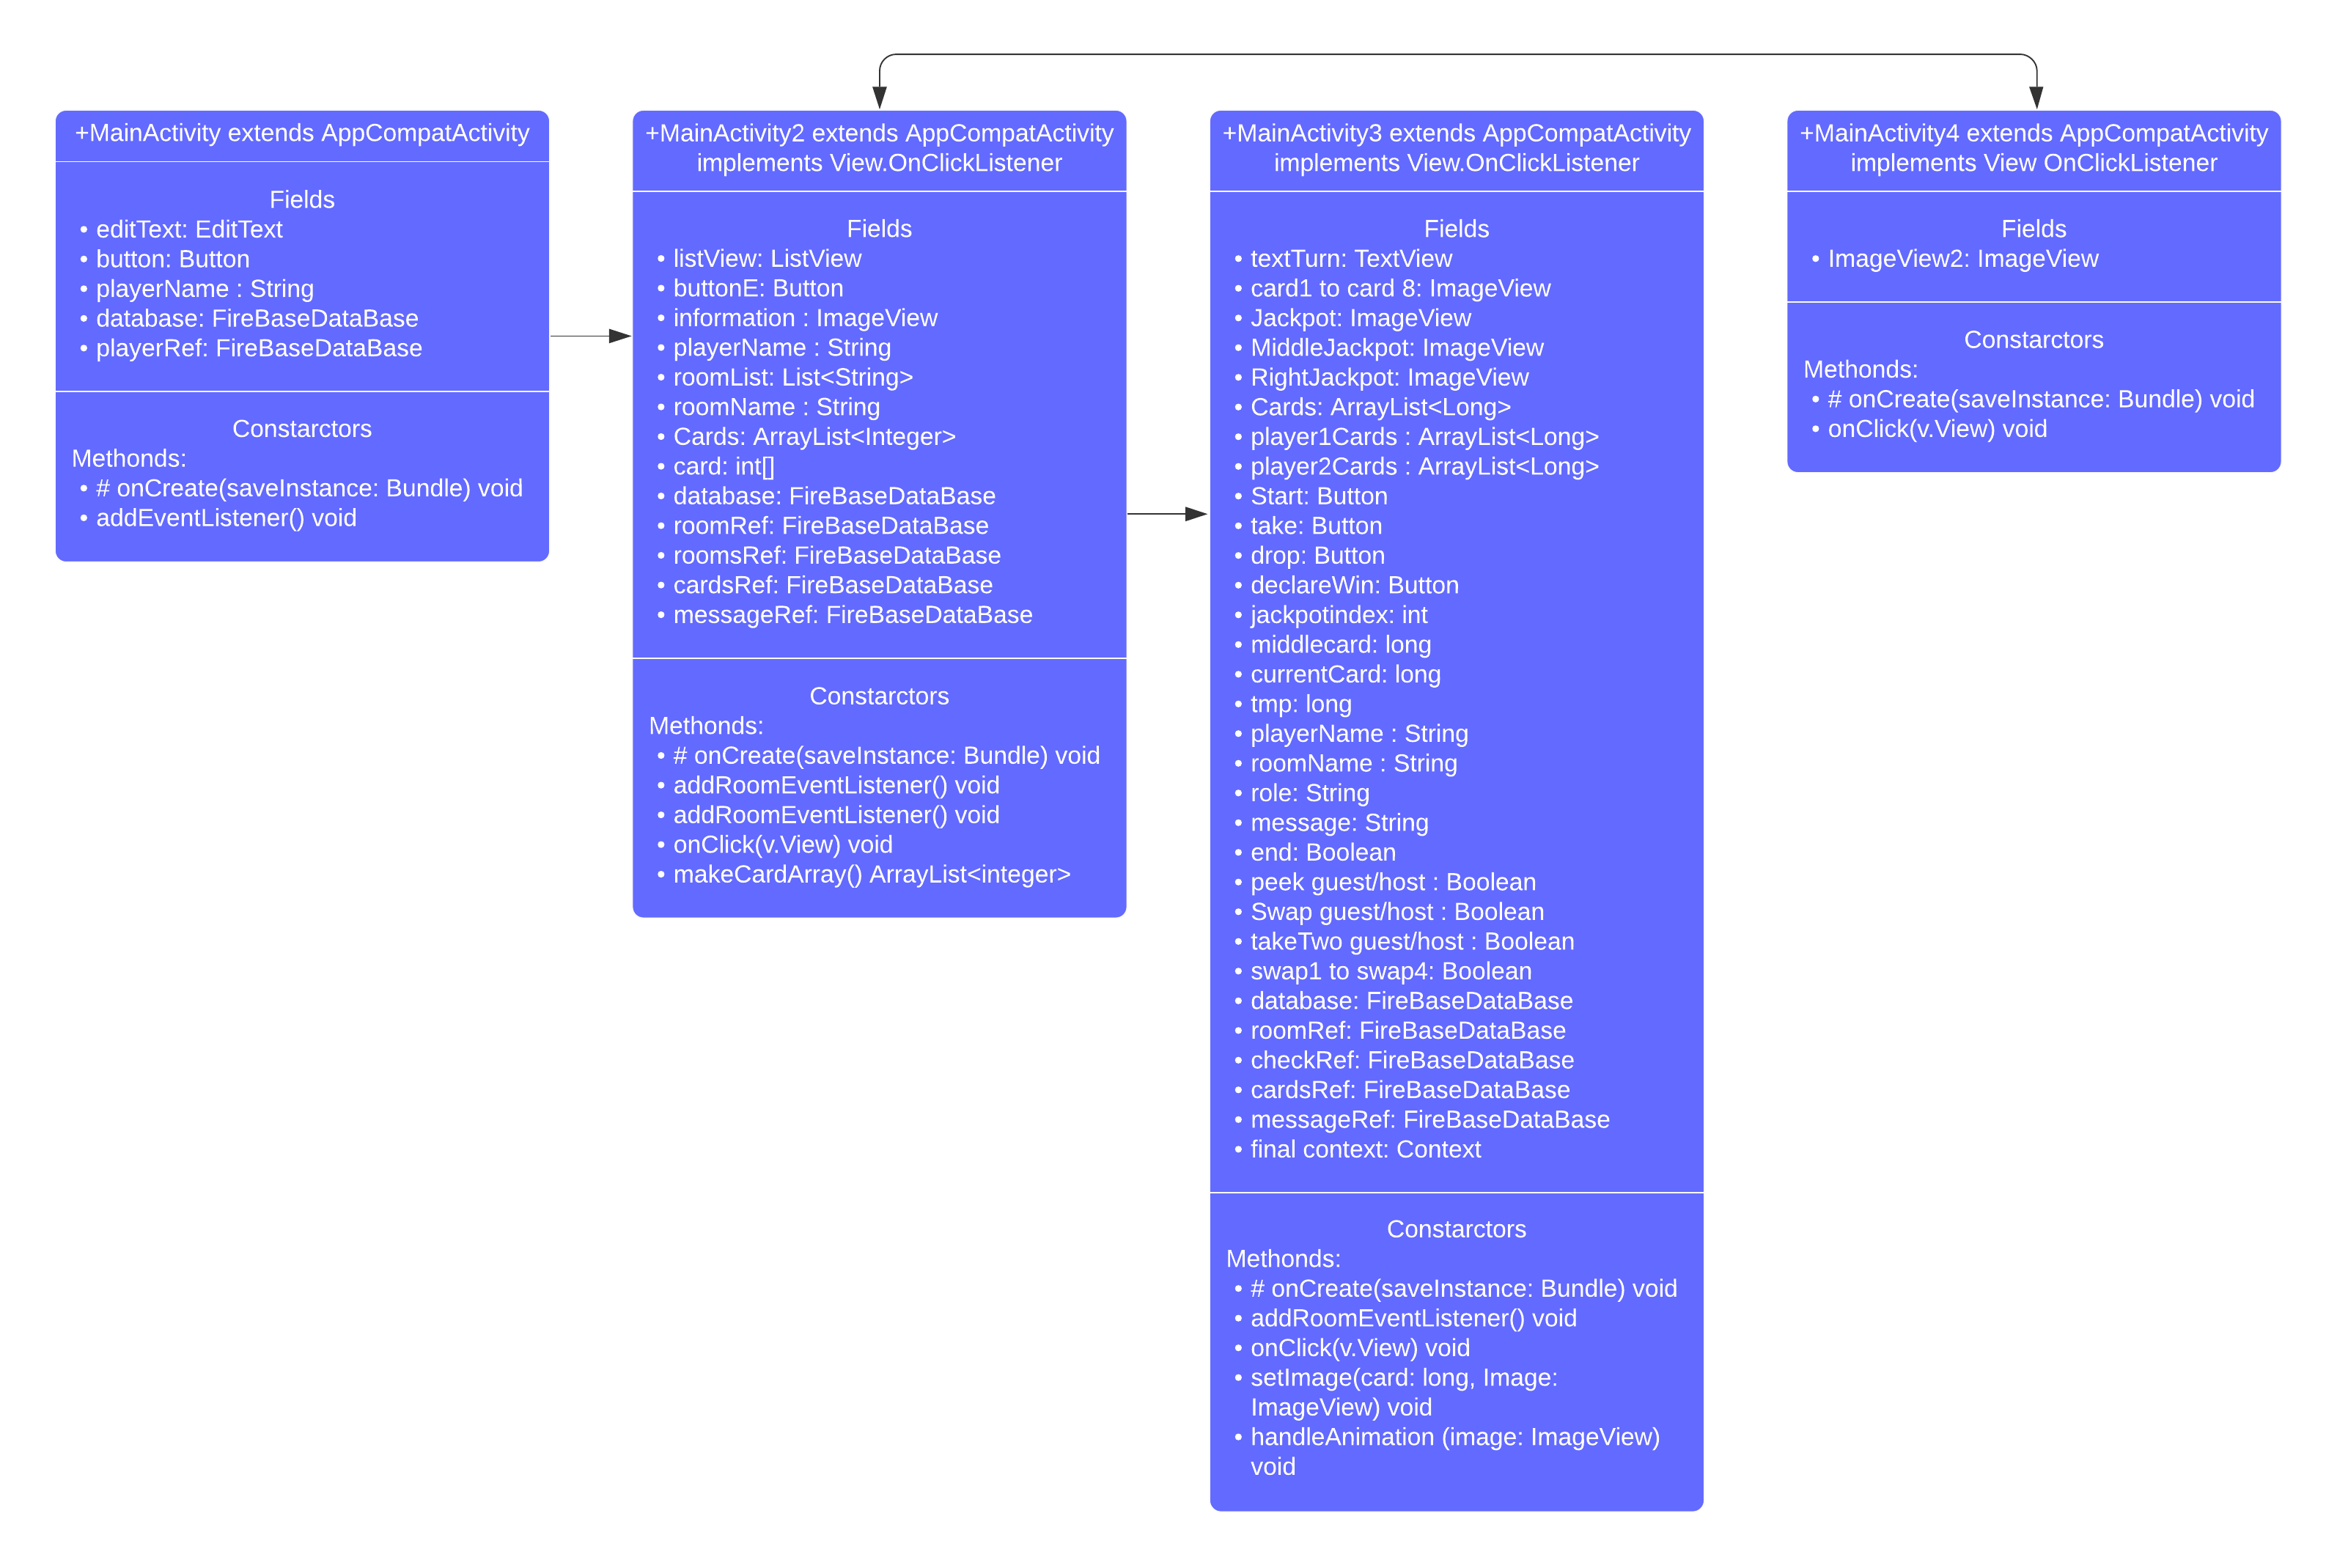 +MainActivity extends AppCompatActivity
Fields
• editText: EditText
• button: Button
• playerName : String
• database: FireBaseDataBase
• playerRef: FireBaseDataBase
Constarctors
Methonds:
• # onCreate(saveInstance: Bundle) void
• addEventListener() void
+MainActivity2 extends AppCompatActivity
implements View.OnClickListener
Fields
• listView: ListView
• buttonE: Button
• information : ImageView
• playerName : String
• roomList: List<String>
• roomName : String
• Cards: ArrayList<Integer>
• card: int[]
• database: FireBaseDataBase
• roomRef: FireBaseDataBase
• roomsRef: FireBaseDataBase
• cardsRef: FireBaseDataBase
• messageRef: FireBaseDataBase
Constarctors
Methonds:
• # onCreate(saveInstance: Bundle) void
• addRoomEventListener() void
• addRoomEventListener() void
• onClick(v.View) void
• makeCardArray() ArrayList<integer>
+MainActivity3 extends AppCompatActivity
implements View.OnClickListener
Fields
• textTurn: TextView
• card1 to card 8: ImageView
• Jackpot: ImageView
• MiddleJackpot: ImageView
• RightJackpot: ImageView
• Cards: ArrayList<Long>
• player1Cards : ArrayList<Long>
• player2Cards : ArrayList<Long>
• Start: Button
• take: Button
• drop: Button
• declareWin: Button
• jackpotindex: int
• middlecard: long
• currentCard: long
• tmp: long
• playerName : String
• roomName : String
• role: String
• message: String
• end: Boolean
• peek guest/host : Boolean
• Swap guest/host : Boolean
• takeTwo guest/host : Boolean
• swap1 to swap4: Boolean
• database: FireBaseDataBase
• roomRef: FireBaseDataBase
• checkRef: FireBaseDataBase
• cardsRef: FireBaseDataBase
• messageRef: FireBaseDataBase
• final context: Context
Constarctors
Methonds:
• # onCreate(saveInstance: Bundle) void
• addRoomEventListener() void
• onClick(v.View) void
• setImage(card: long, Image:
ImageView) void
• handleAnimation (image: ImageView)
void
+MainActivity4 extends AppCompatActivity
implements View OnClickListener
Fields
• ImageView2: ImageView
Constarctors
Methonds:
• # onCreate(saveInstance: Bundle) void
• onClick(v.View) void